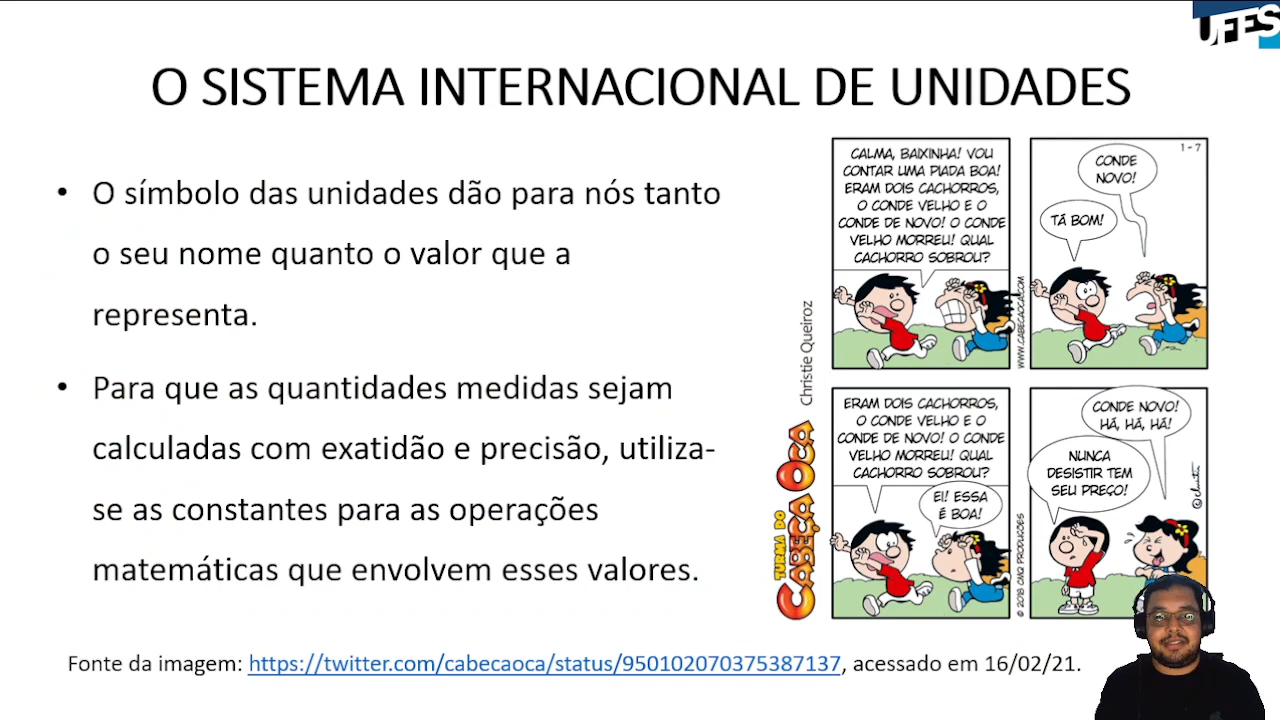 UFES
O SISTEMA INTERNACIONAL DE UNIDADES
• O símbolo das unidades dão para nós tanto
o seu nome quanto o valor que a
representa.
• Para que as quantidades medidas sejam
calculadas com exatidão e precisão, utiliza-
se as constantes para as operações
matemáticas que envolvem esses valores.
Christie Queiroz
TURMA DO
CABEÇA OCA
CALMA, BAIXINHA! VOU
CONTAR UMA PIADA BOA!
ERAM DOIS CACHORROS,
O CONDE VELHO E O
CONDE DE NOVO! O CONDE
VELHO MORREU! QUAL
CACHORRO SOBROU?
WWW.CABECAOCA.COM
1-7
CONDE
NOVO!
TÁ BOM!
ERAM DOIS CACHORROS,
O CONDE VELHO E O
CONDE DE NOVO! O CONDE
VELHO MORREU! QUAL
CACHORRO SOBROU?
EI! ESSA
É BOA!
© 2018 CMQ PRODUÇÕES
CONDE NOVO!
HÁ, HÁ, HÁ!
NUNCA
DESISTIR TEM
SEU PREÇO!
Fonte da imagem: https://twitter.com/cabecaoca/status/950102070375387137, acessado em 16/02/21.